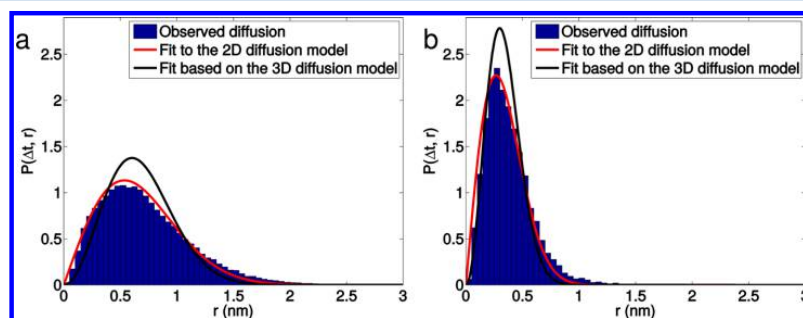 a
Observed diffusion
Fit to the 2D diffusion model
Fit based on the 3D diffusion model
P(Δt, r)
2.5
2
1.5
1
0.5
0
0 0.5 1 1.5 2 2.5 3
r (nm)
b
Observed diffusion
Fit to the 2D diffusion model
Fit based on the 3D diffusion model
P(Δt, r)
2.5
2
1.5
1
0.5
0
0 0.5 1 1.5 2 2.5 3
r (nm)